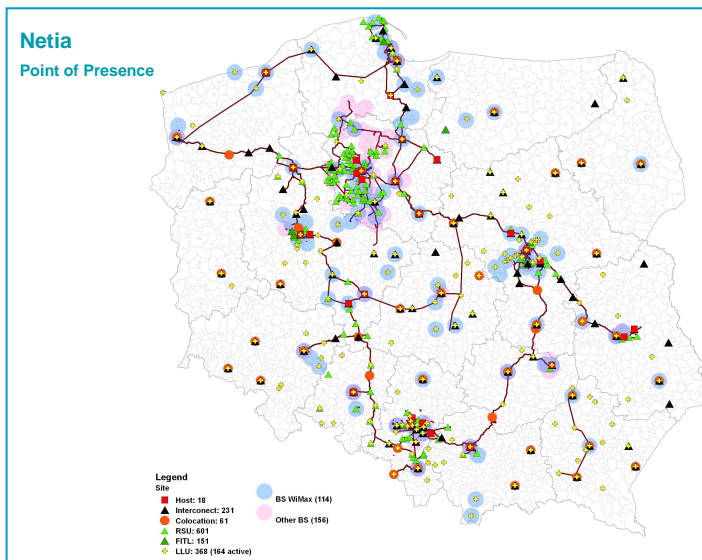 Netia
Point of Presence
Legend
Site
Host: 18
Interconect: 231
Colocation: 61
RSU: 601
FITL: 151
LLU: 368 (164 active)
BS WiMax (114)
Other BS (156)